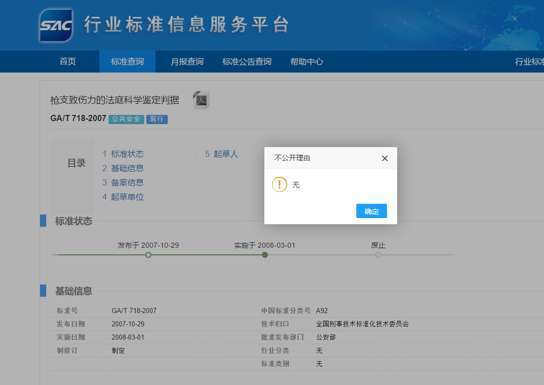 SAC 行业标准信息服务平台
首页 标准查询 月报查询 标准公告查询 帮助中心 行业标
枪支致伤力的法庭科学鉴定判据
GA/T 718-2007 公共安全 现行
不公开理由
无
确定
目录
1 标准状态
2. 基础信息
3 备案信息
4. 起草单位
5. 起草人
标准状态
发布于 2007-10-29 实施于 2008-03-01 废止
基础信息
标准号 GA/T 718-2007 中国标准分类号 A92
发布日期 2007-10-29 技术归口 全国刑事技术标准化技术委员会
实施日期 2008-03-01 批准发布部门 公安部
制修订 制定 行业分类 无
标准类别 无